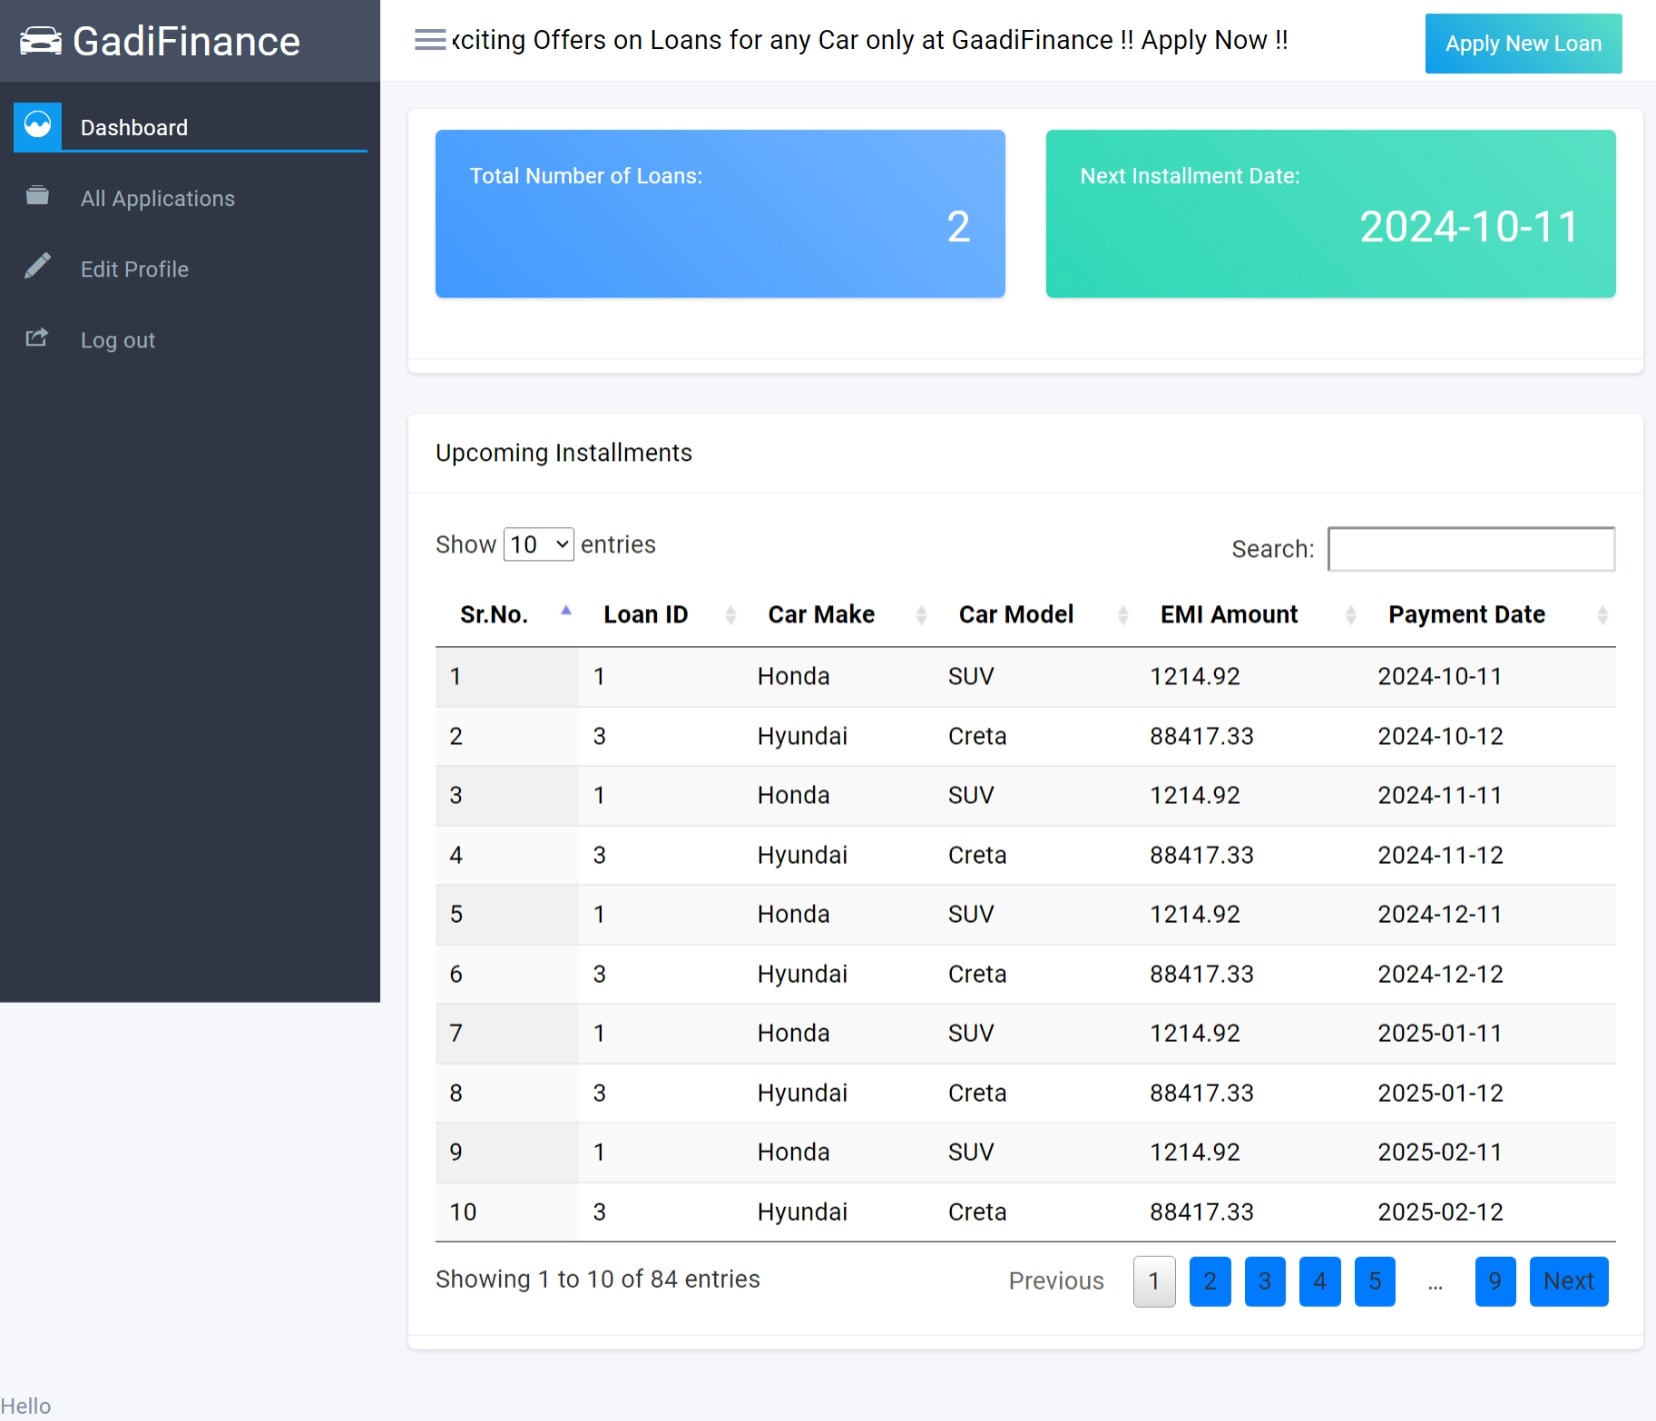 GadiFinance
xciting Offers on Loans for any Car only at GaadiFinance !! Apply Now !!
Apply New Loan
Dashboard
All Applications
Edit Profile
Log out
Total Number of Loans:
2
Next Installment Date:
2024-10-11
Upcoming Installments
Show 10 entries
Search:
Sr.No. Loan ID Car Make Car Model EMI Amount Payment Date
1 1 Honda SUV 1214.92 2024-10-11
2 3 Hyundai Creta 88417.33 2024-10-12
3 1 Honda SUV 1214.92 2024-11-11
4 3 Hyundai Creta 88417.33 2024-11-12
5 1 Honda SUV 1214.92 2024-12-11
6 3 Hyundai Creta 88417.33 2024-12-12
7 1 Honda SUV 1214.92 2025-01-11
8 3 Hyundai Creta 88417.33 2025-01-12
9 1 Honda SUV 1214.92 2025-02-11
10 3 Hyundai Creta 88417.33 2025-02-12
Showing 1 to 10 of 84 entries
Previous 1 2 3 4 5 … 9 Next
Hello